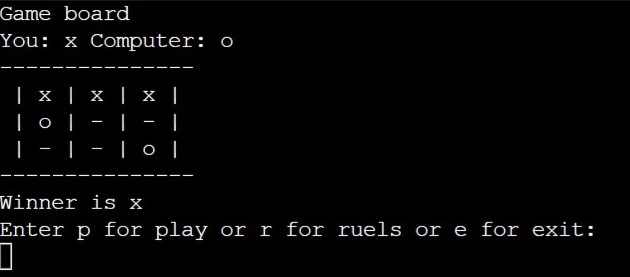 Game board
You: x Computer: o
---------------
| x | x | x |
| o | - | - |
| - | - | o |
---------------
Winner is x
Enter p for play or r for ruels or e for exit: